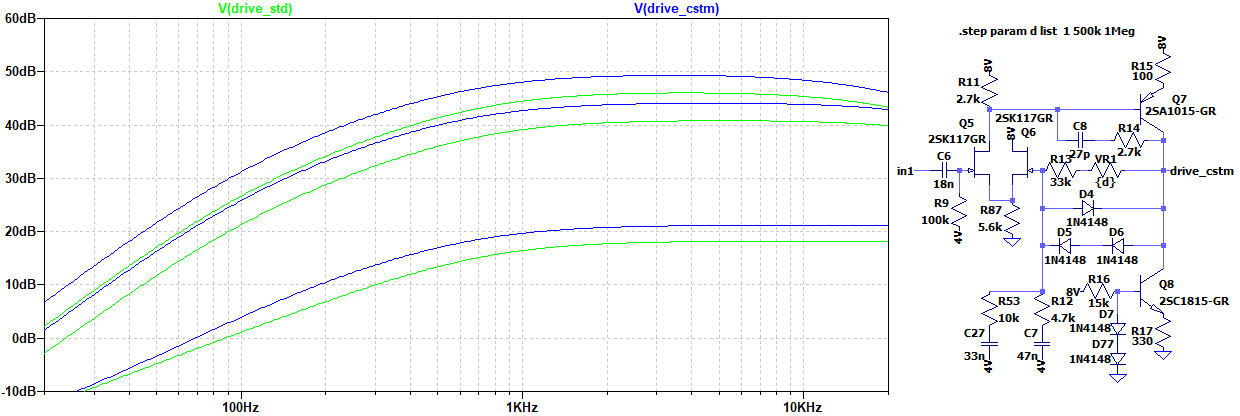 V(drive_std)
V(drive_cstm)
60dB
50dB
40dB
30dB
20dB
10dB
0dB
-10dB
100Hz
1KHz
10KHz
.step param d list 1 500k 1Meg
8V
R11
2.7k
8V
R15
100
Q7
2SA1015-GR
Q5
2SK117GR
2SK117GR
Q6
8V
C8
27p
R14
2.7k
in1
C6
18n
R13
33k
VR1
{d}
drive_cstm
R9
100k
4V
R87
5.6k
D4
1N4148
D5
1N4148
D6
1N4148
R53
10k
C27
33n
4V
R12
4.7k
C7
47n
4V
8V
R16
15k
D7
1N4148
D77
1N4148
Q8
2SC1815-GR
R17
330